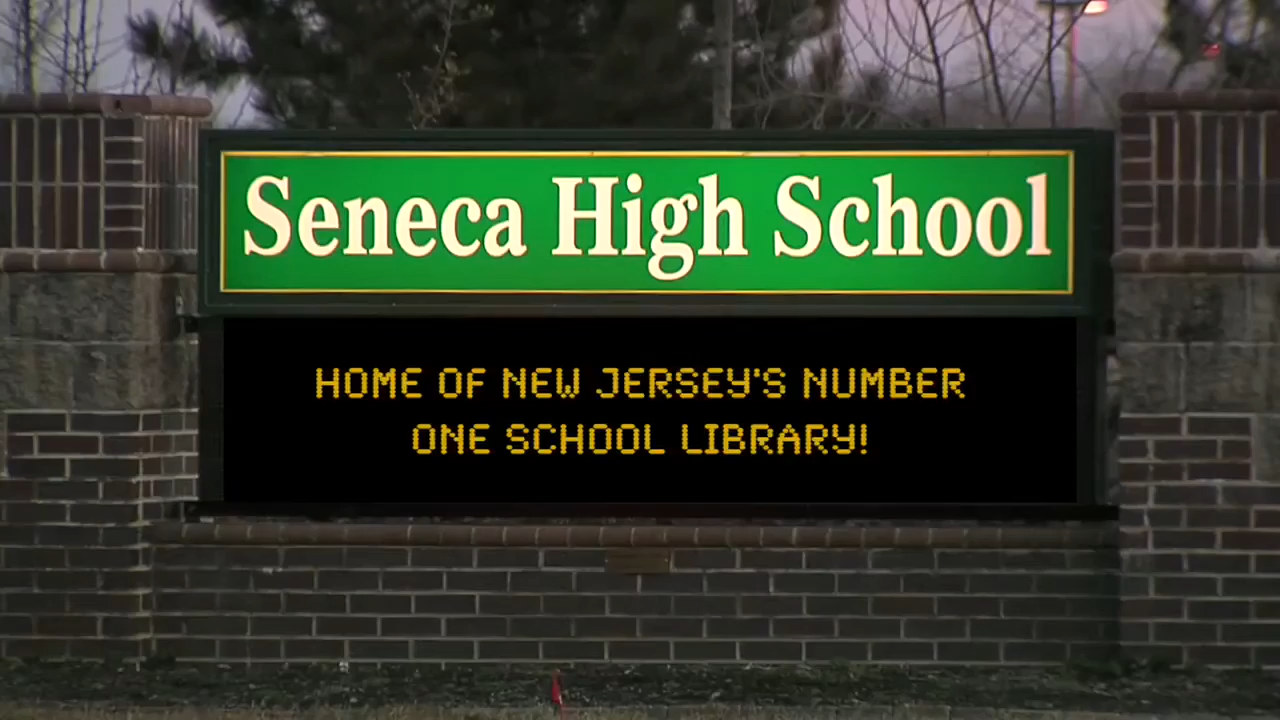 Seneca High School
HOME OF NEW JERSEY'S NUMBER
ONE SCHOOL LIBRARY!